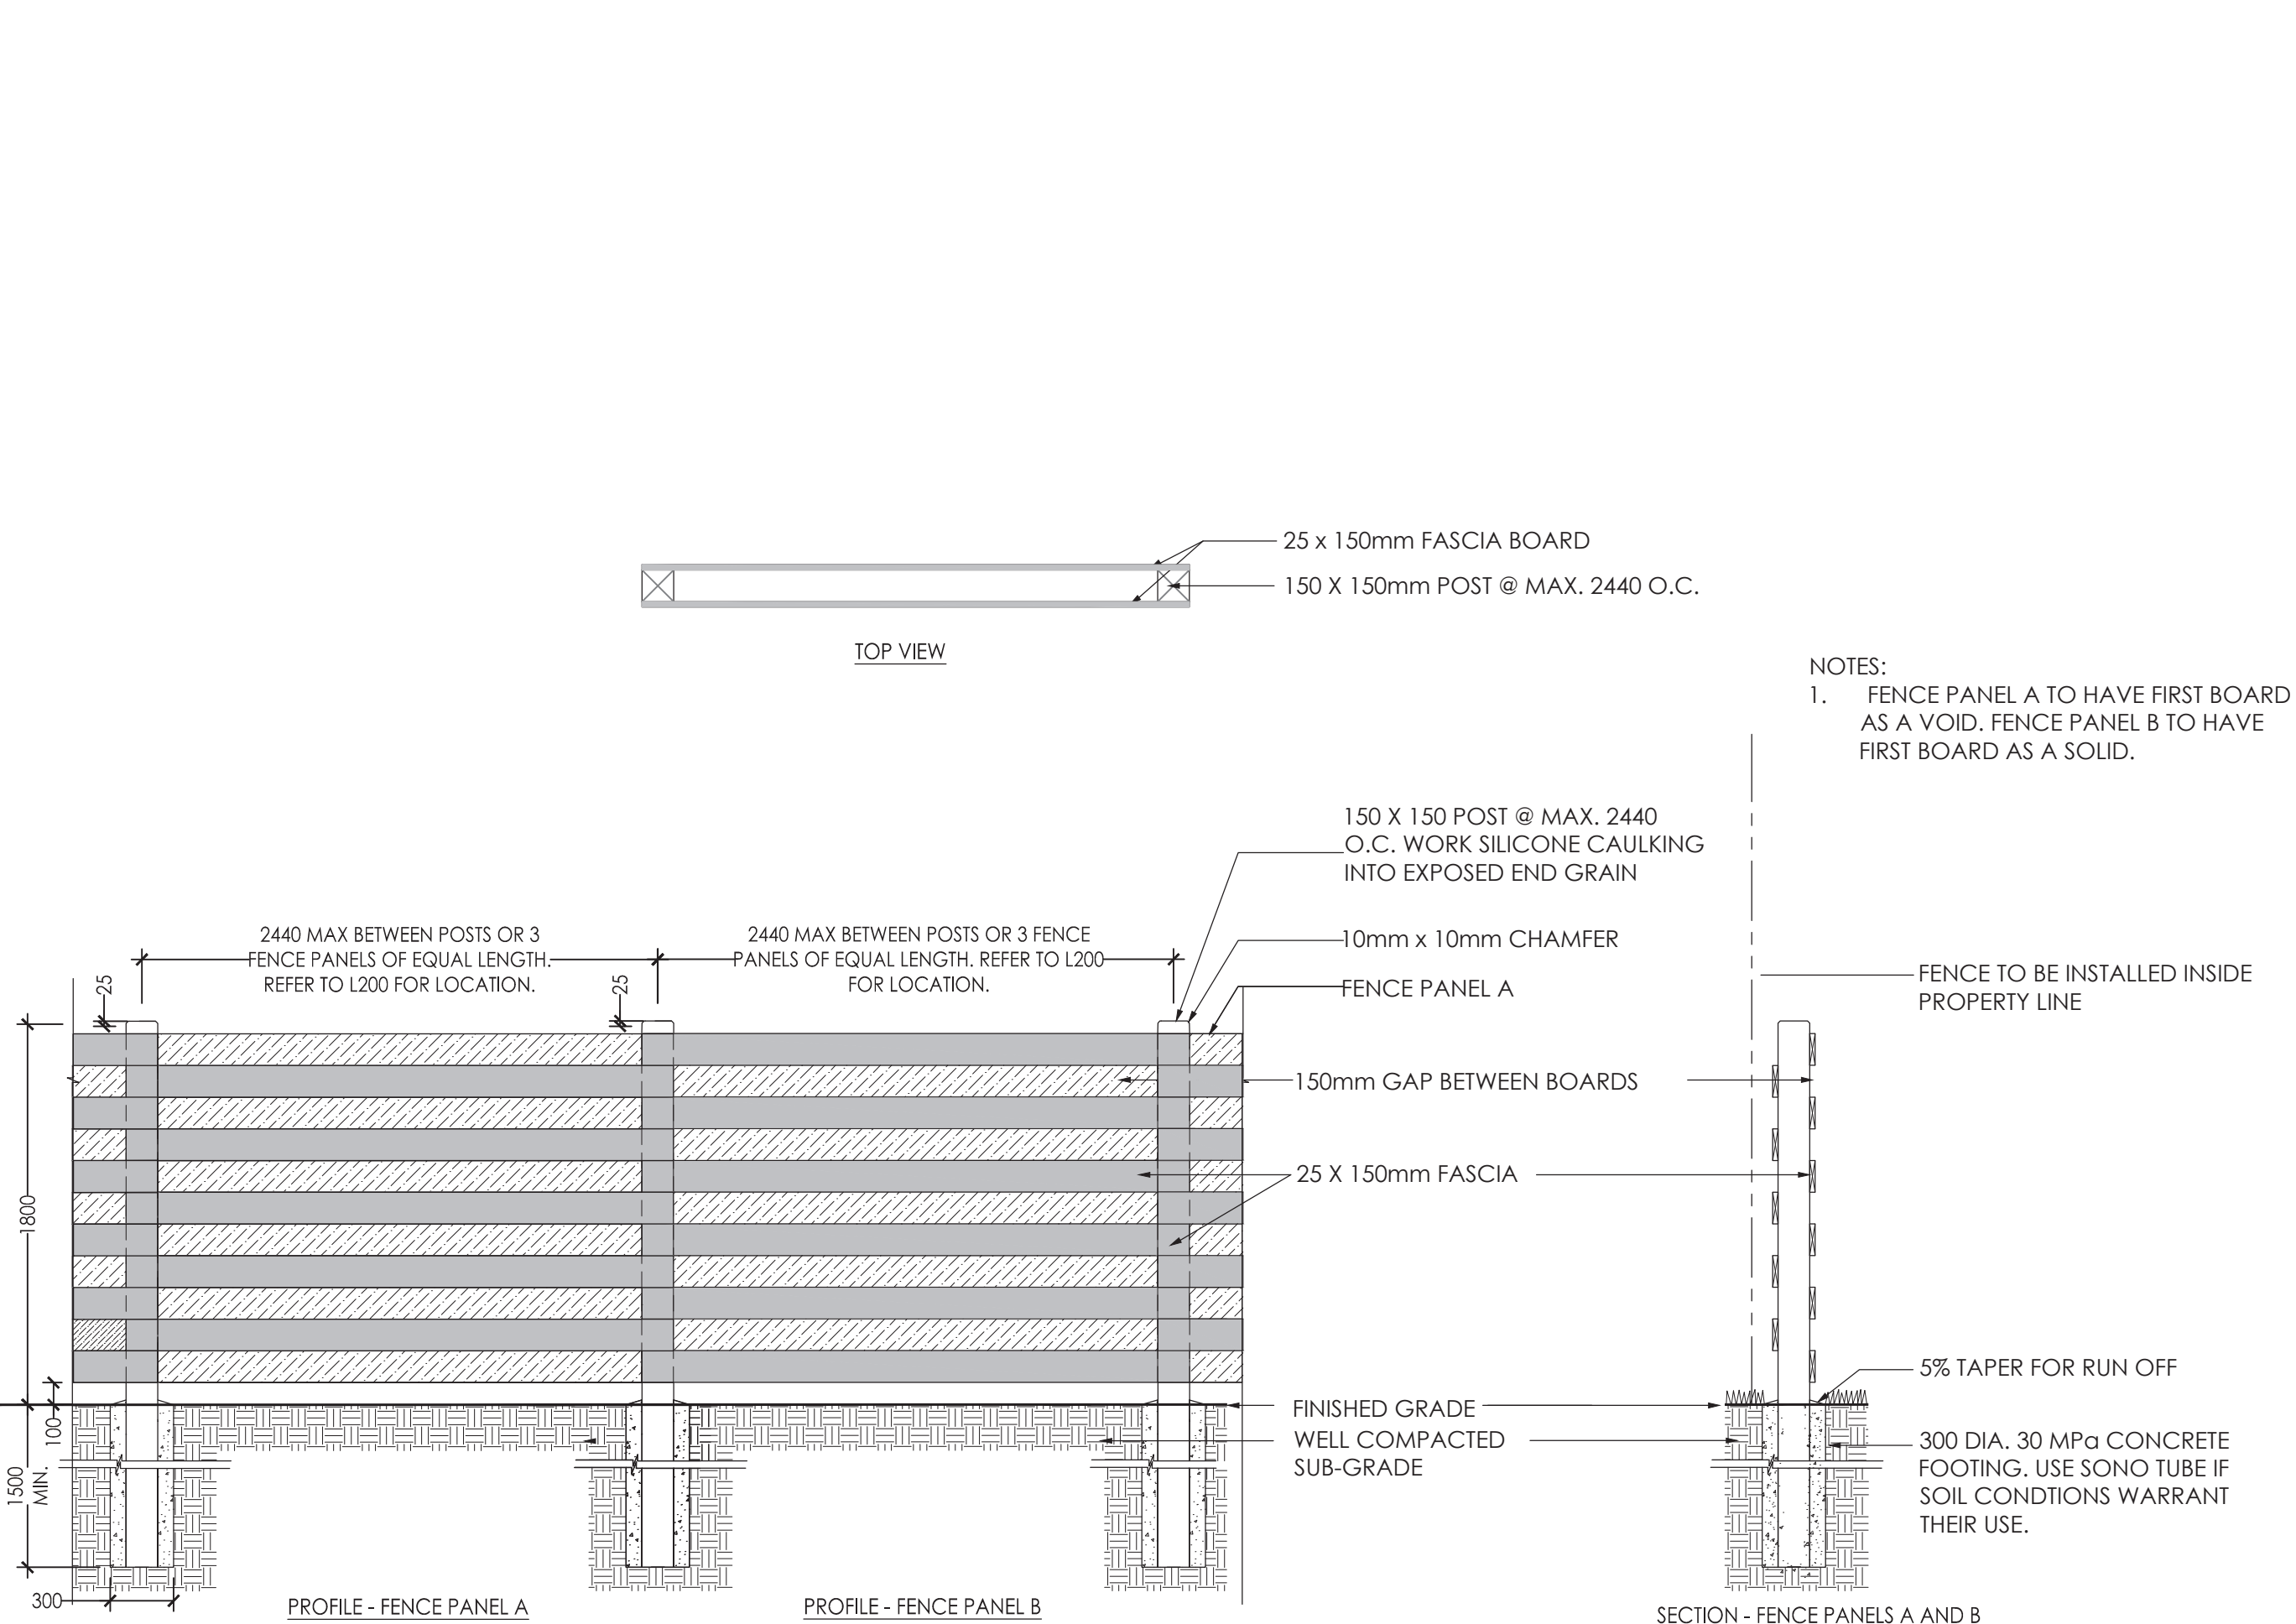 25 x 150mm FASCIA BOARD
150 X 150mm POST @ MAX. 2440 O.C.
TOP VIEW
NOTES:
1. FENCE PANEL A TO HAVE FIRST BOARD
AS A VOID. FENCE PANEL B TO HAVE
FIRST BOARD AS A SOLID.
150 X 150 POST @ MAX. 2440
O.C. WORK SILICONE CAULKING
INTO EXPOSED END GRAIN
2440 MAX BETWEEN POSTS OR 3
FENCE PANELS OF EQUAL LENGTH.
REFER TO L200 FOR LOCATION.
2440 MAX BETWEEN POSTS OR 3 FENCE
PANELS OF EQUAL LENGTH. REFER TO L200
FOR LOCATION.
10mm x 10mm CHAMFER
FENCE PANEL A
FENCE TO BE INSTALLED INSIDE
PROPERTY LINE
25
25
150mm GAP BETWEEN BOARDS
25 X 150mm FASCIA
1800
5% TAPER FOR RUN OFF
FINISHED GRADE
WELL COMPACTED
SUB-GRADE
100
300 DIA. 30 MPa CONCRETE
FOOTING. USE SONO TUBE IF
SOIL CONDTIONS WARRANT
THEIR USE.
1500
MIN.
300
PROFILE - FENCE PANEL A
PROFILE - FENCE PANEL B
SECTION - FENCE PANELS A AND B